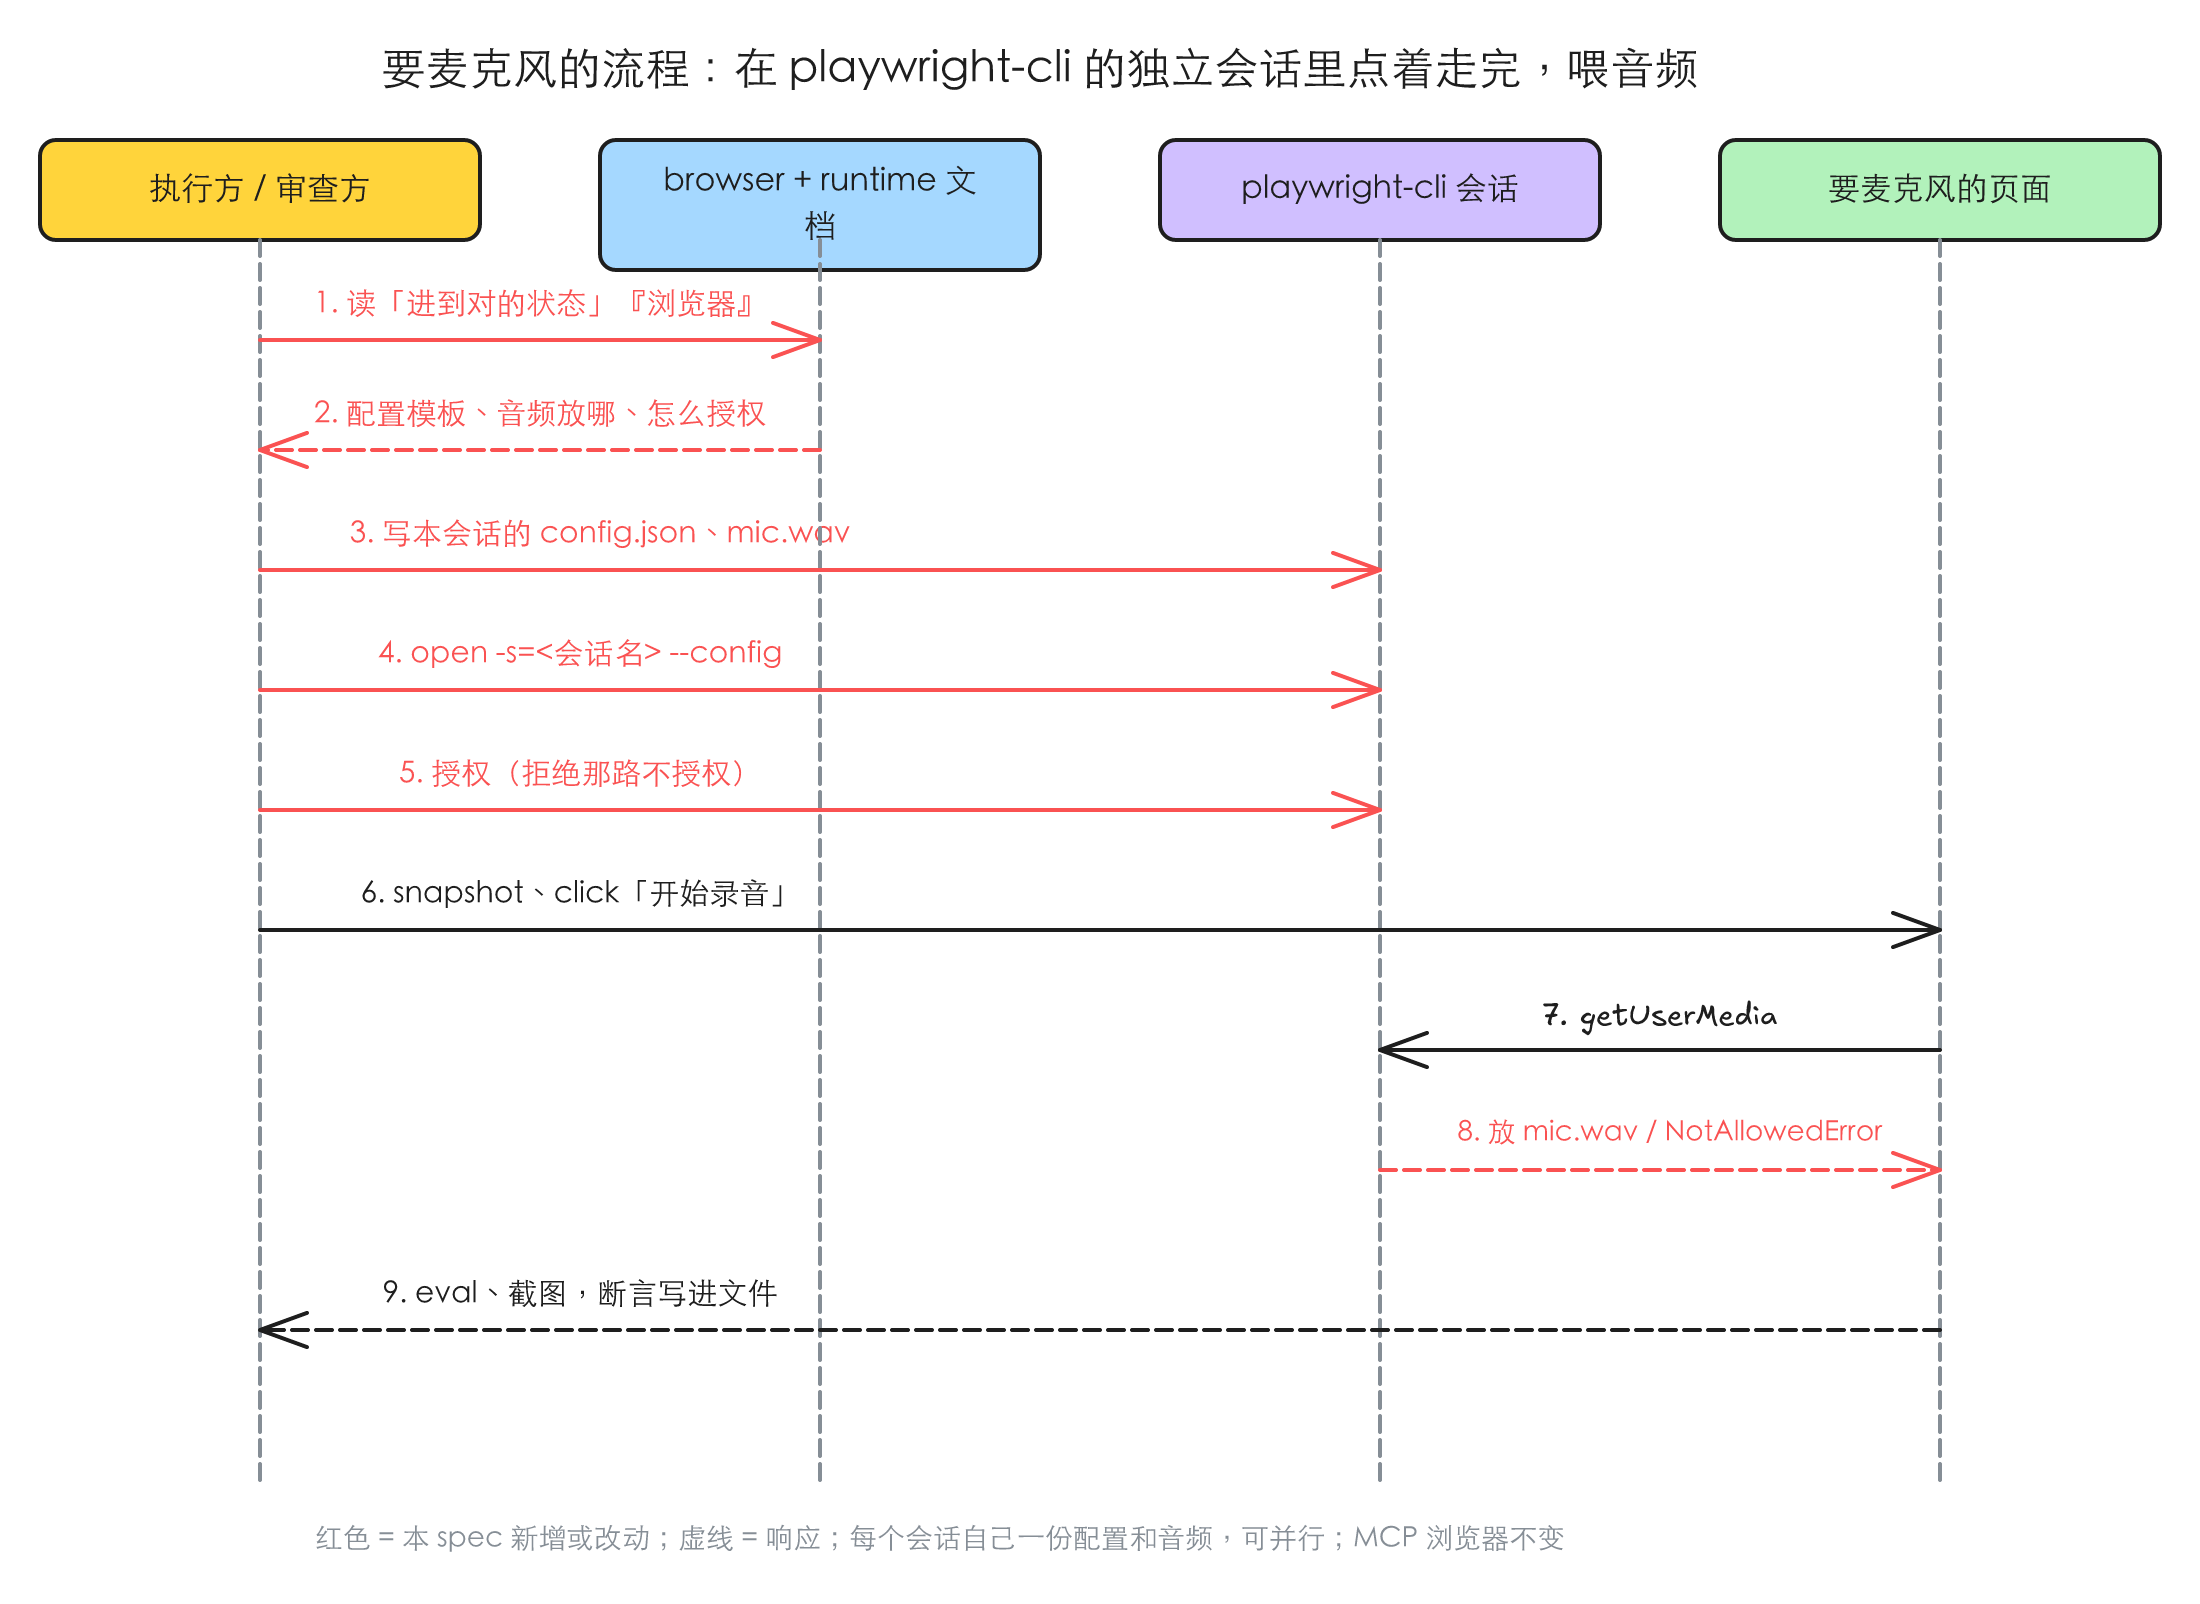 要麦克风的流程：在 playwright-cli 的独立会话里点着走完，喂音频
执行方 / 审查方
browser + runtime 文
档
playwright-cli 会话
要麦克风的页面
1. 读「进到对的状态」『浏览器』
2. 配置模板、音频放哪、怎么授权
3. 写本会话的 config.json、mic.wav
4. open -s=<会话名> --config
5. 授权（拒绝那路不授权）
6. snapshot、click「开始录音」
7. getUserMedia
8. 放 mic.wav / NotAllowedError
9. eval、截图，断言写进文件
红色 = 本 spec 新增或改动；虚线 = 响应；每个会话自己一份配置和音频，可并行；MCP 浏览器不变